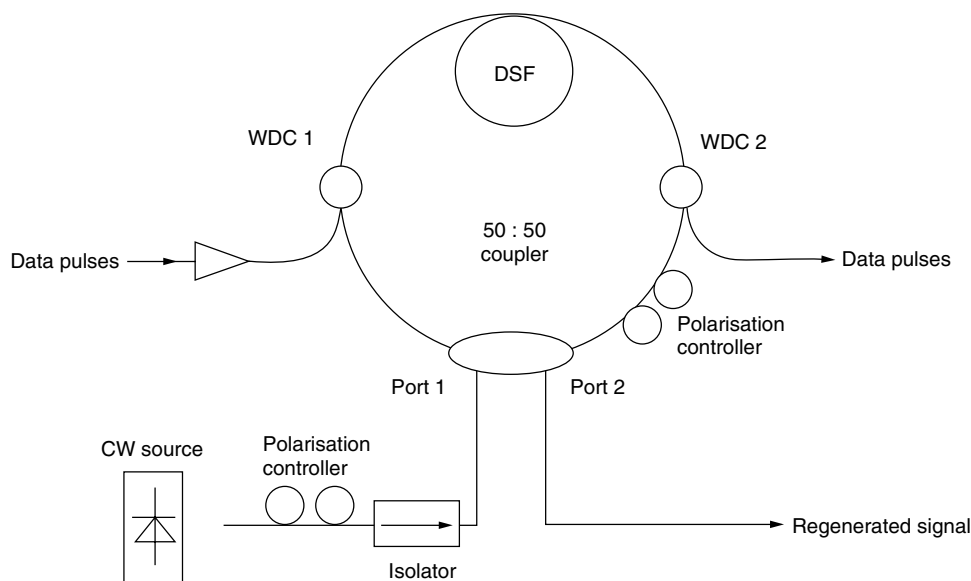 DSF
WDC 1
WDC 2
50 : 50
coupler
Data pulses
Data pulses
Polarisation
controller
Port 1
Port 2
CW source
Polarisation
controller
Isolator
Regenerated signal